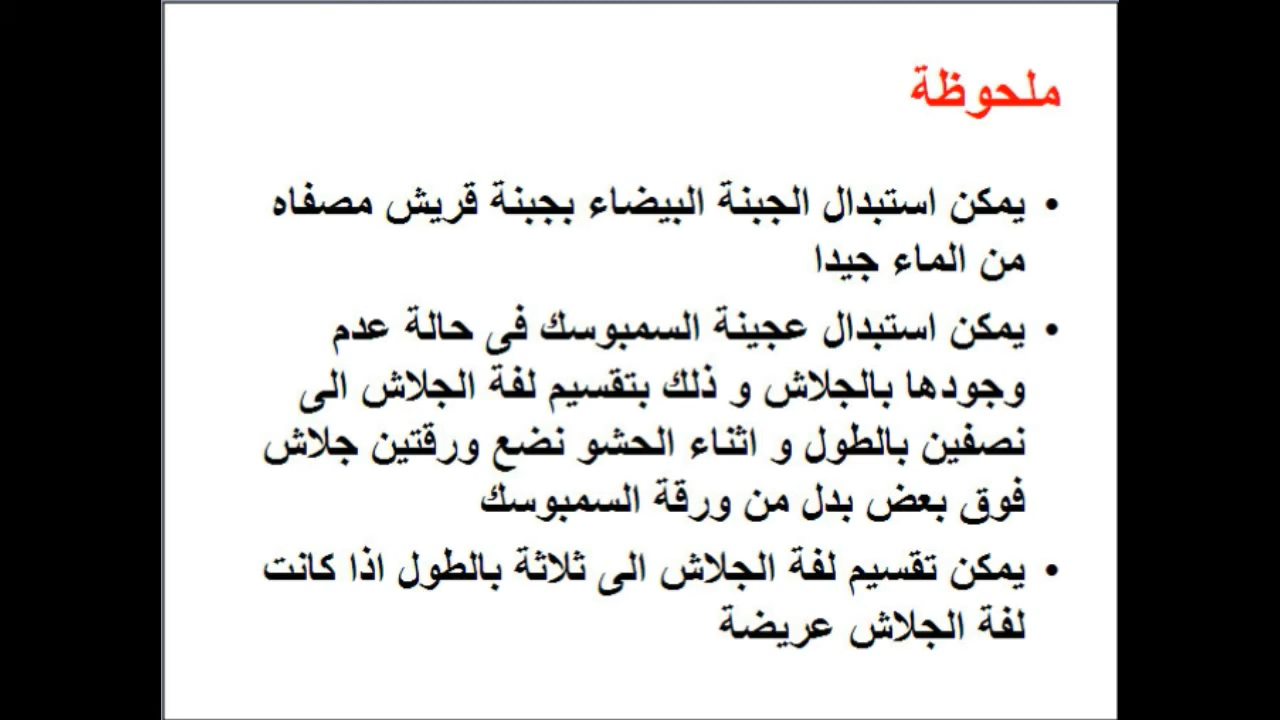 ملحوظة
• يمكن استبدال الجبنة البيضاء بجبنة قريش مصفاه
من الماء جيدا
• يمكن استبدال عجينة السمبوسك فى حالة عدم
وجودها بالجلاش و ذلك بتقسيم لفة الجلاش الى
نصفين بالطول و اثناء الحشو نضع ورقتين جلاش
فوق بعض بدل من ورقة السمبوسك
• يمكن تقسيم لفة الجلاش الى ثلاثة بالطول اذا كانت
لفة الجلاش عريضة